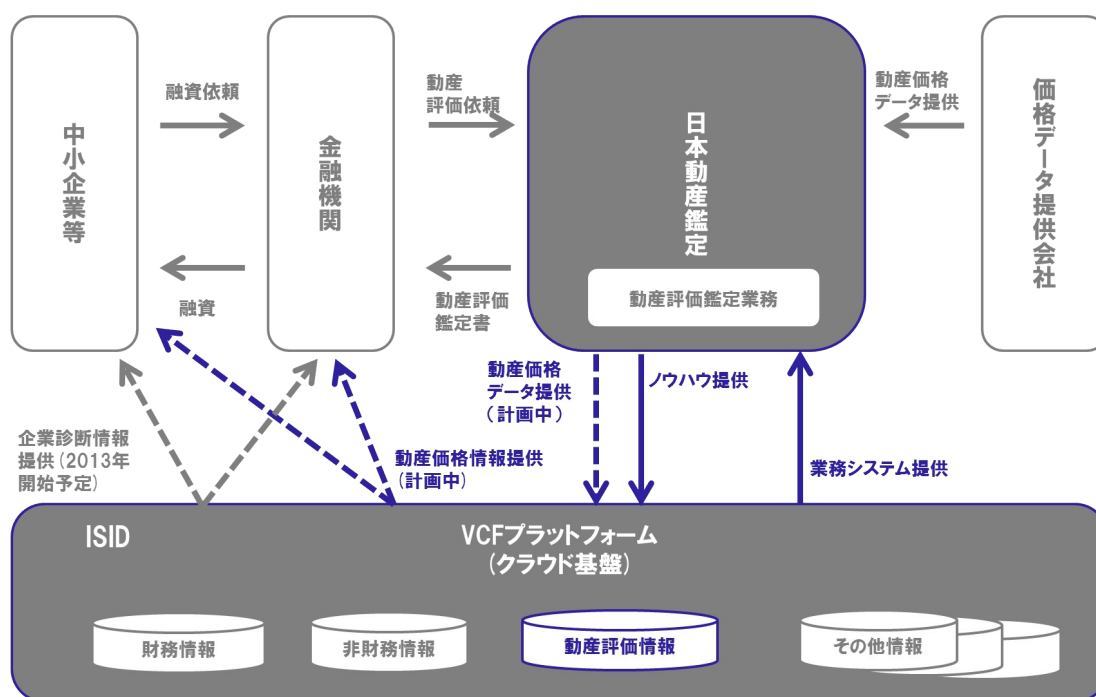 中小企業等
融資依頼
融資
金融機関
動産
評価依頼
動産評価
鑑定書
日本動産鑑定
動産評価鑑定業務
動産価格
データ提供
価格データ提供会社
企業診断情報
提供(2013年
開始予定)
動産価格情報提供
(計画中)
動産価格
データ提供
(計画中)
ノウハウ提供
業務システム提供
ISID
VCFプラットフォーム
(クラウド基盤)
財務情報
非財務情報
動産評価情報
その他情報